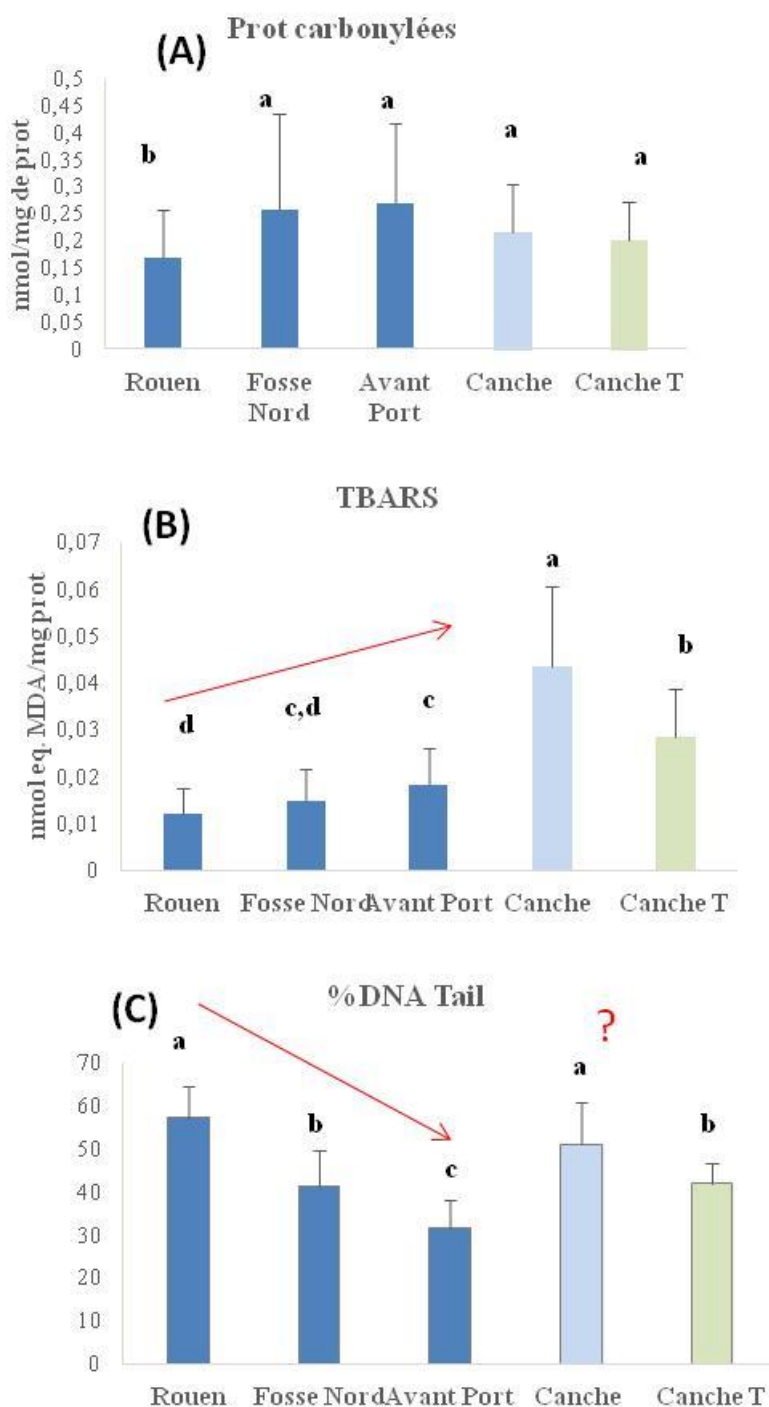 Prot carbonylées
(A)
nmol/mg de prot
0,5
0,45
0,4
0,35
0,3
0,25
0,2
0,15
0,1
0,05
0
b
a
a
a
a
Rouen
Fosse Nord
Avant Port
Canche
Canche T
TBARS
(B)
nmol eq. MDA/mg prot
0,07
0,06
0,05
0,04
0,03
0,02
0,01
0
d
c,d
c
a
b
Rouen
Fosse Nord
Avant Port
Canche
Canche T
%DNA Tail
(C)
70
60
50
40
30
20
10
0
a
b
c
?
a
b
Rouen
Fosse Nord
Avant Port
Canche
Canche T